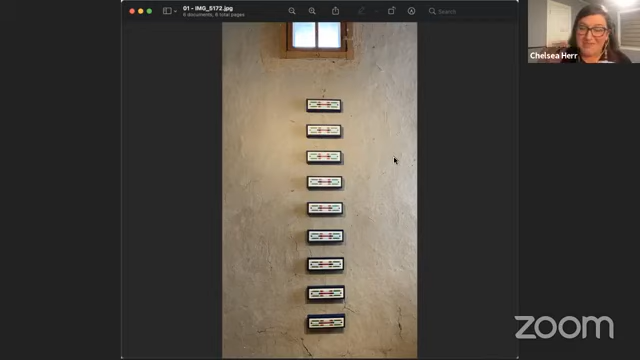 01 - IMG_5172.jpg
6 documents, 6 total pages
Search
Chelsea Herr
zoom